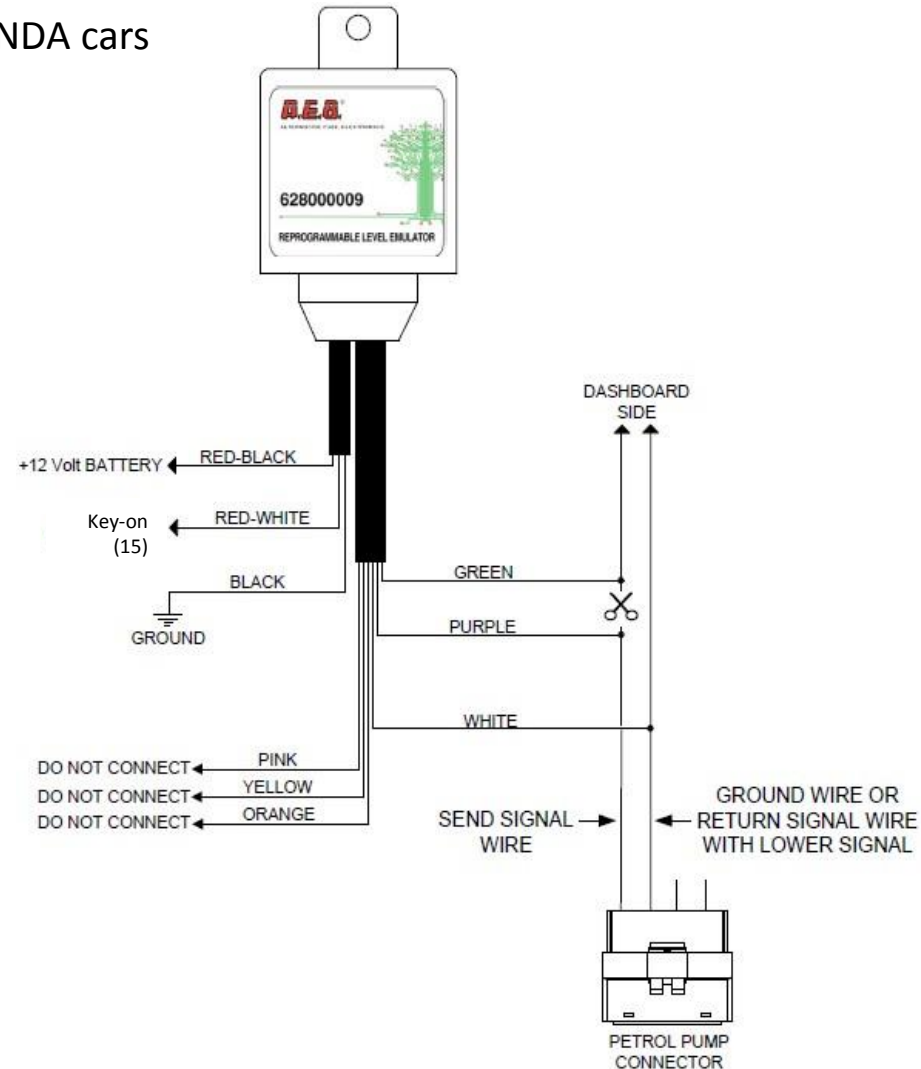 NDA cars
A.E.B.
628000009
REPROGRAMMABLE LEVEL EMULATOR
DASHBOARD
SIDE
+12 Volt BATTERY
RED-BLACK
Key-on
(15)
RED-WHITE
BLACK
GROUND
GREEN
PURPLE
WHITE
DO NOT CONNECT
PINK
DO NOT CONNECT
YELLOW
DO NOT CONNECT
ORANGE
SEND SIGNAL
WIRE
GROUND WIRE OR
RETURN SIGNAL WIRE
WITH LOWER SIGNAL
PETROL PUMP
CONNECTOR